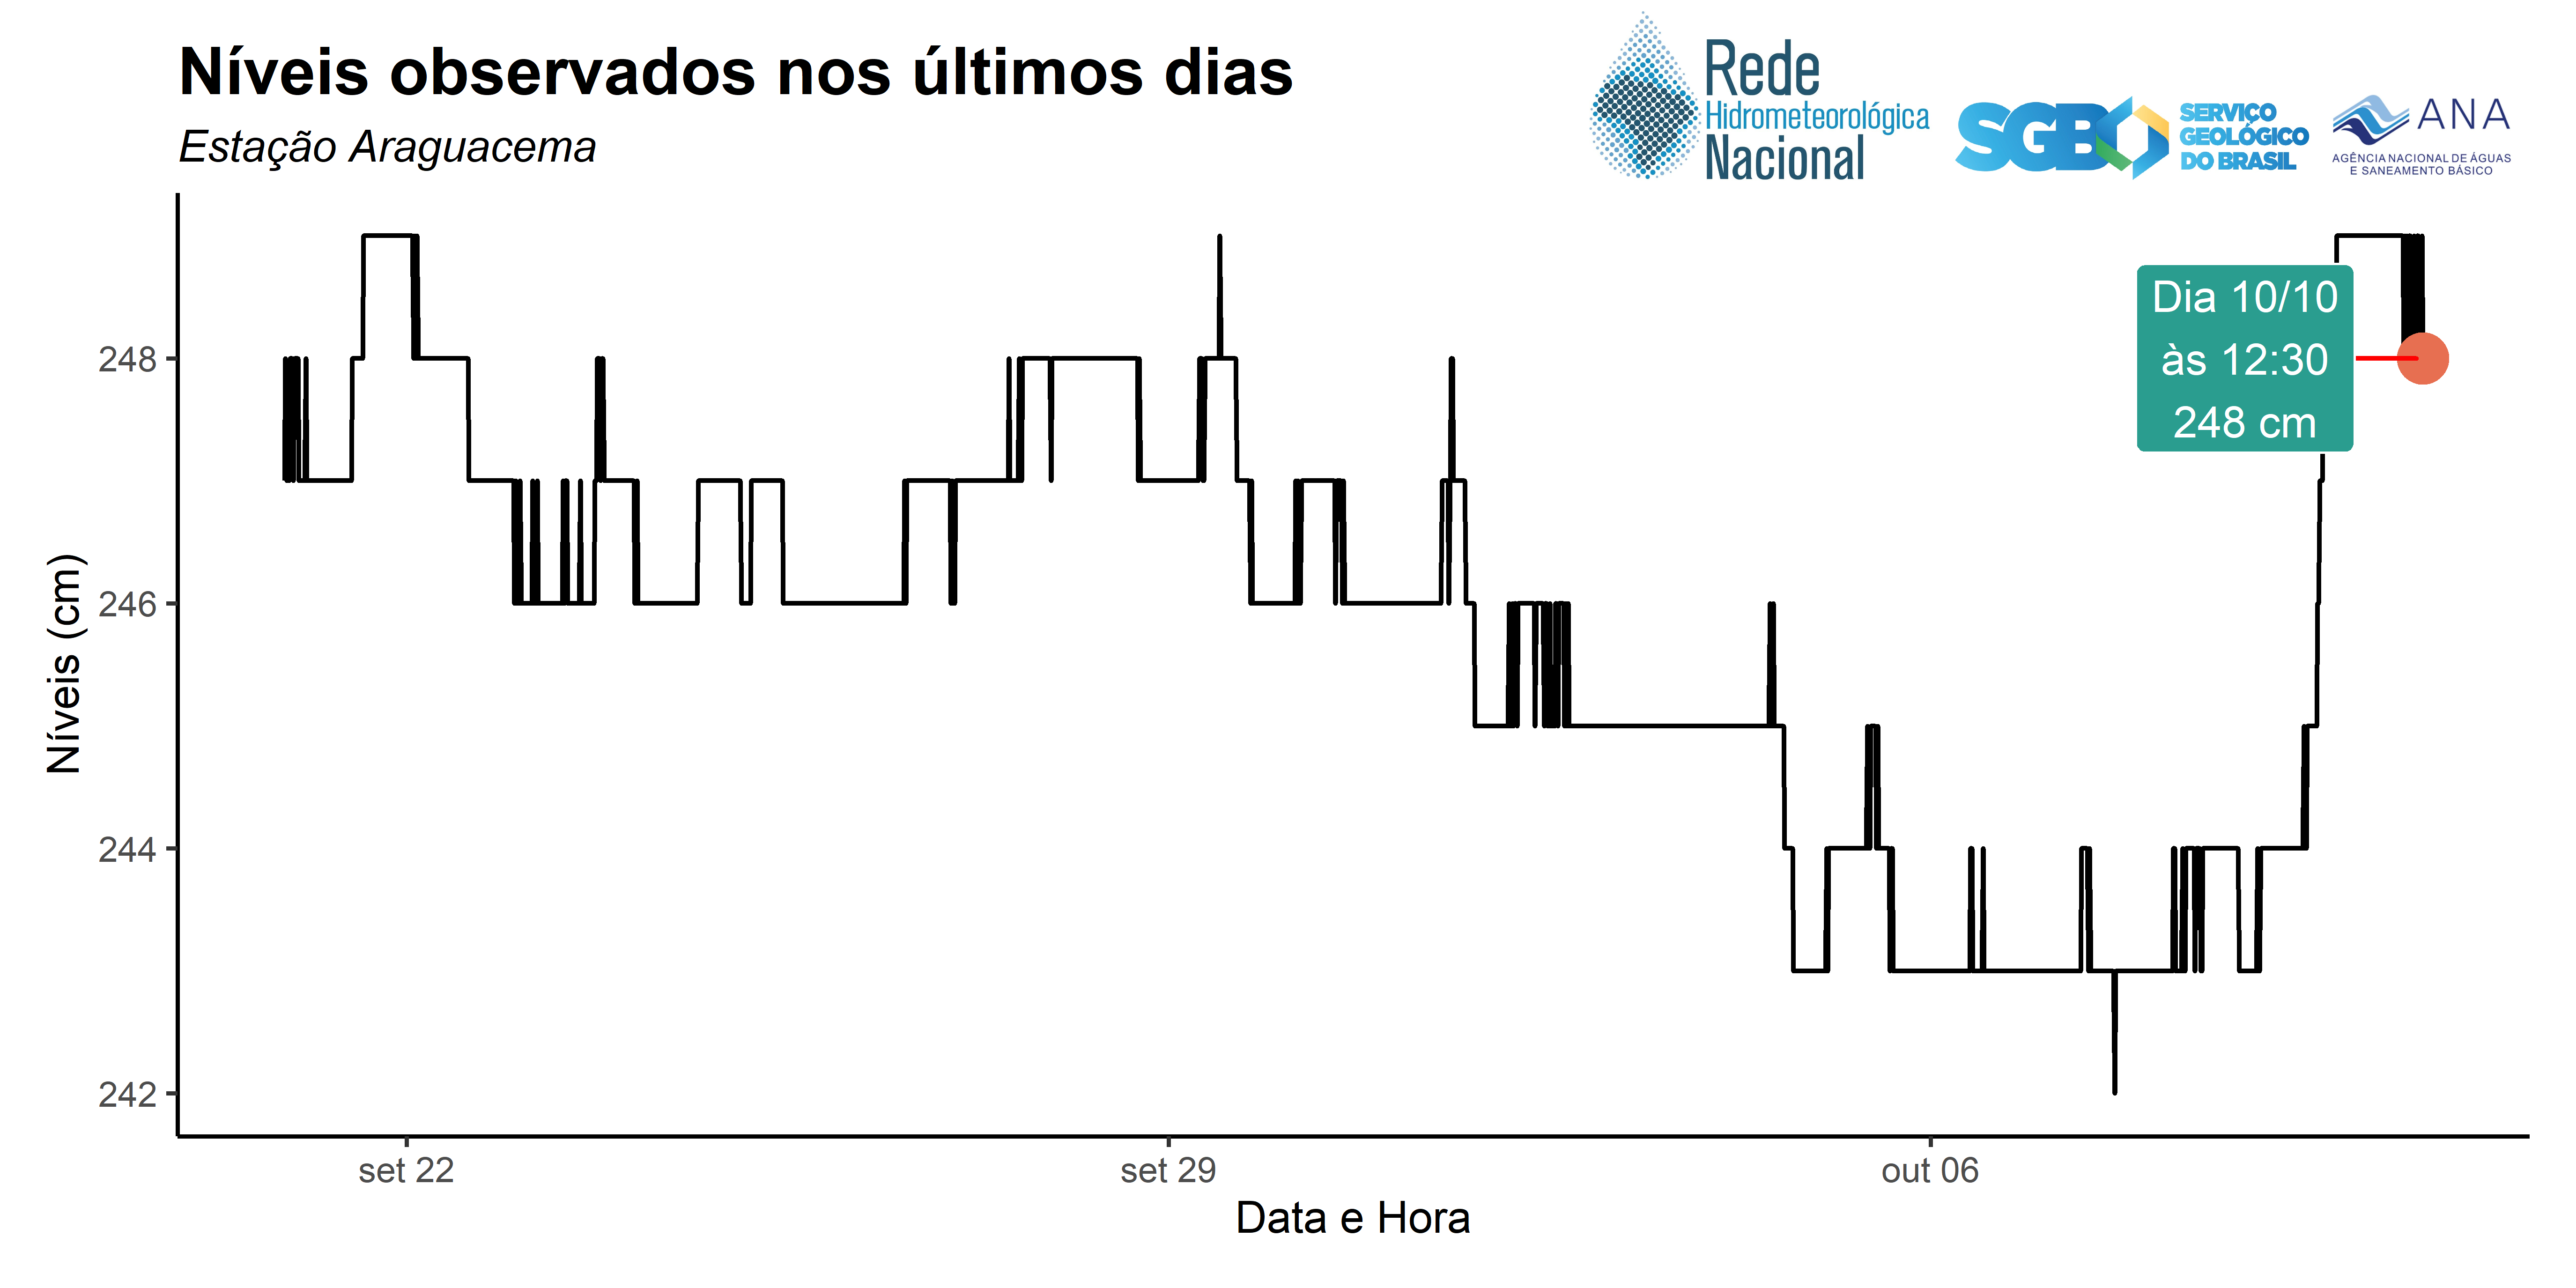 Níveis observados nos últimos dias
Estação Araguacema
Rede
Hidrometeorológica
Nacional
SGB
SERVIÇO
GEOLÓGICO
DO BRASIL
ANA
AGÊNCIA NACIONAL DE ÁGUAS
E SANEAMENTO BÁSICO
Dia 10/10
às 12:30
248 cm
Níveis (cm)
248
246
244
242
set 22
set 29
out 06
Data e Hora